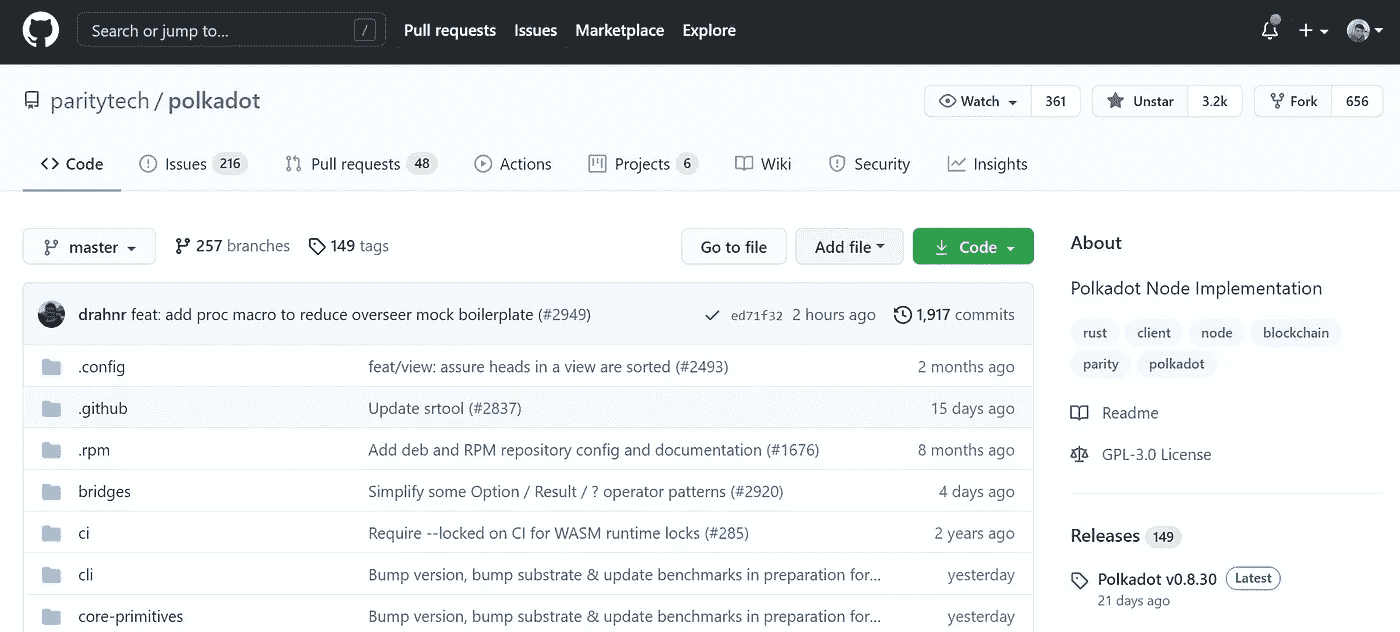 Search or jump to... / Pull requests Issues Marketplace Explore
paritytech / polkadot Watch 361 Unstar 3.2k Fork 656
Code Issues 216 Pull requests 48 Actions Projects 6 Wiki Security Insights
master 257 branches 149 tags Go to file Add file Code
drahnr feat: add proc macro to reduce overseer mock boilerplate (#2949) ed71f32 2 hours ago 1,917 commits
.config feat/view: assure heads in a view are sorted (#2493) 2 months ago
.github Update srtool (#2837) 15 days ago
.rpm Add deb and RPM repository config and documentation (#1676) 8 months ago
bridges Simplify some Option / Result / ? operator patterns (#2920) 4 days ago
ci Require --locked on CI for WASM runtime locks (#285) 2 years ago
cli Bump version, bump substrate & update benchmarks in preparation for... yesterday
core-primitives Bump version, bump substrate & update benchmarks in preparation for... yesterday
About
Polkadot Node Implementation
rust client node blockchain
parity polkadot
Readme
GPL-3.0 License
Releases 149
Polkadot v0.8.30 Latest
21 days ago